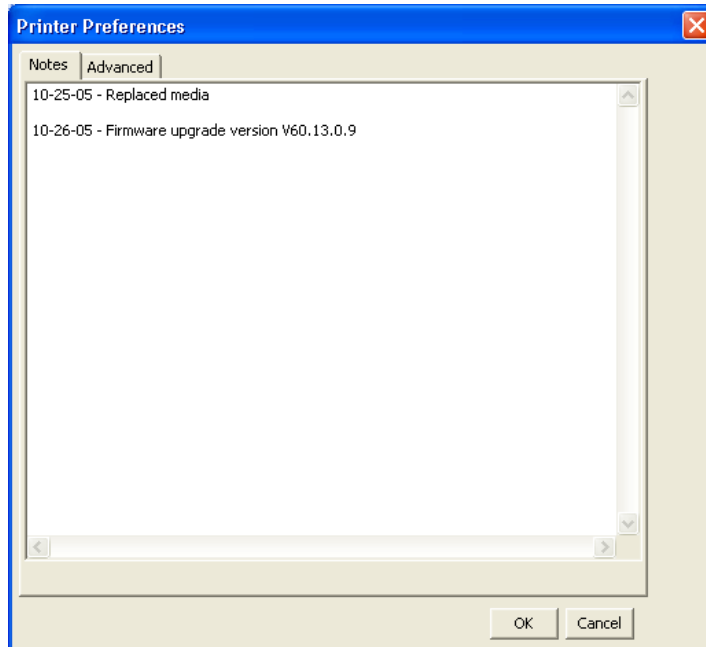 Printer Preferences
Notes
Advanced
10-25-05 - Replaced media
10-26-05 - Firmware upgrade version V60.13.0.9
OK
Cancel